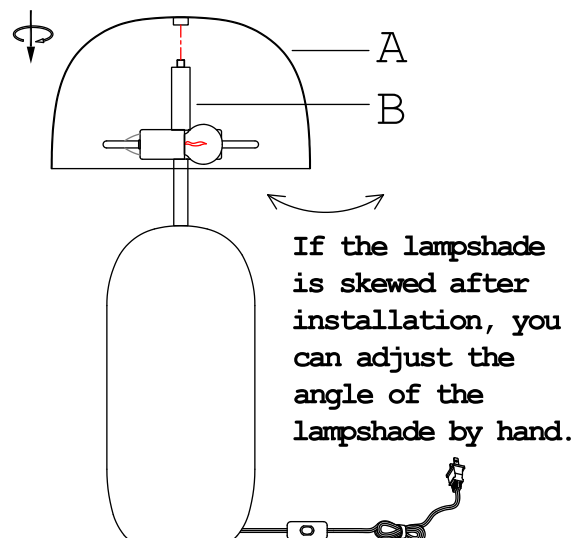 A
B
If the lampshade
is skewed after
installation, you
can adjust the
angle of the
lampshade by hand.